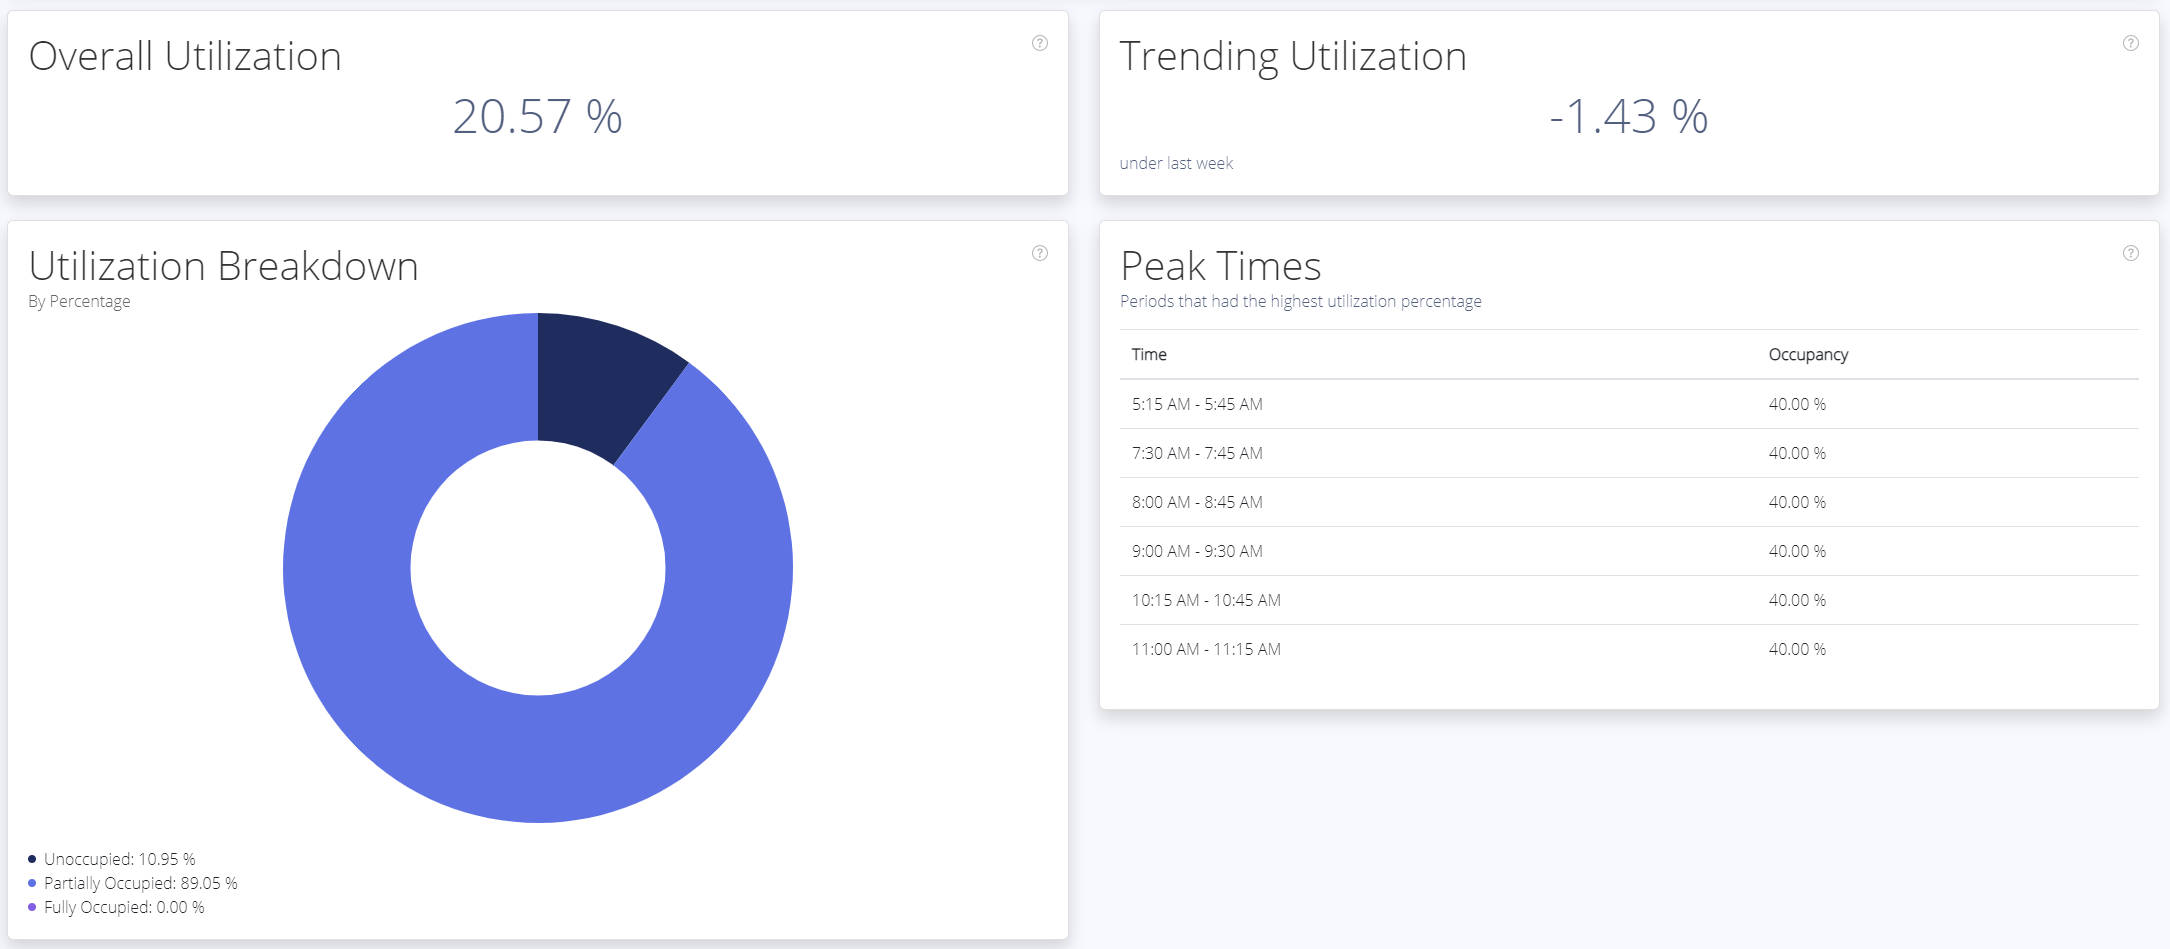 Overall Utilization
?
20.57 %
Trending Utilization
?
-1.43 %
under last week
Utilization Breakdown
?
By Percentage
Unoccupied: 10.95 %
Partially Occupied: 89.05 %
Fully Occupied: 0.00 %
Peak Times
?
Periods that had the highest utilization percentage
Time Occupancy
5:15 AM - 5:45 AM 40.00 %
7:30 AM - 7:45 AM 40.00 %
8:00 AM - 8:45 AM 40.00 %
9:00 AM - 9:30 AM 40.00 %
10:15 AM - 10:45 AM 40.00 %
11:00 AM - 11:15 AM 40.00 %